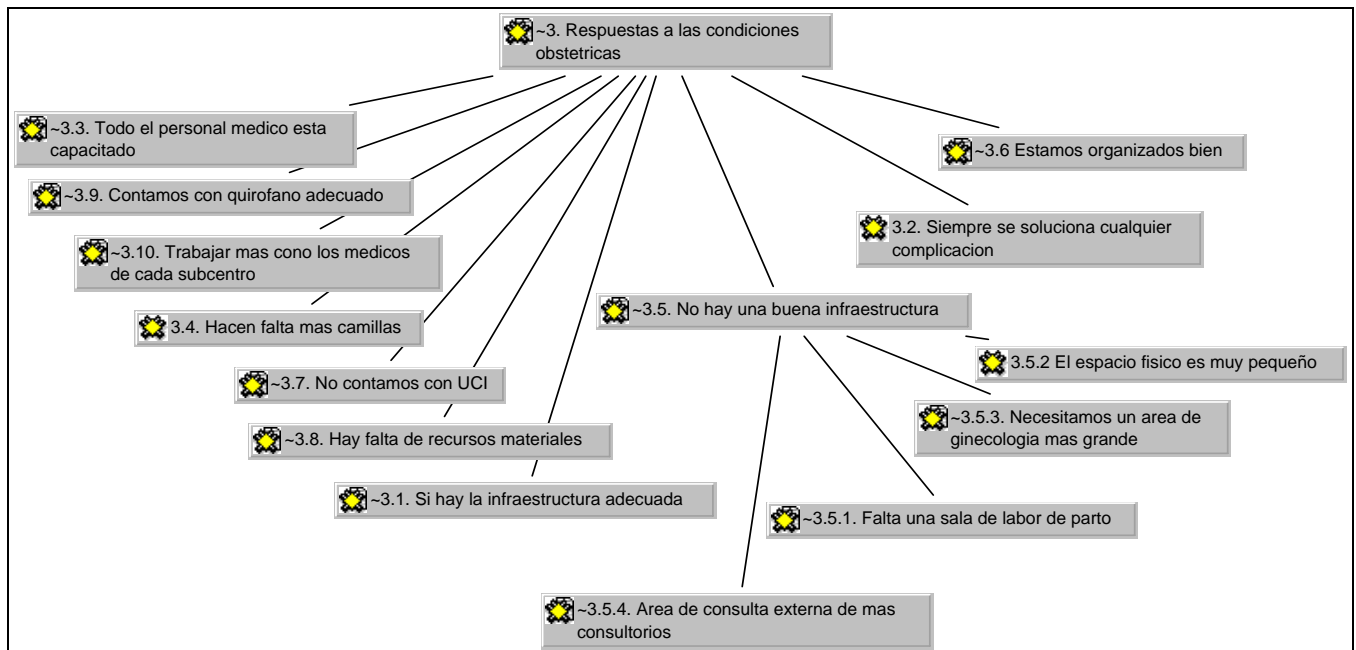 ~3. Respuestas a las condiciones
obstetricas
~3.3. Todo el personal medico esta
capacitado
~3.6 Estamos organizados bien
~3.9. Contamos con quirofano adecuado
3.2. Siempre se soluciona cualquier
complicacion
~3.10. Trabajar mas cono los medicos
de cada subcentro
~3.5. No hay una buena infraestructura
3.4. Hacen falta mas camillas
3.5.2 El espacio fisico es muy pequeño
~3.7. No contamos con UCI
~3.5.3. Necesitamos un area de
ginecologia mas grande
~3.8. Hay falta de recursos materiales
~3.1. Si hay la infraestructura adecuada
~3.5.1. Falta una sala de labor de parto
~3.5.4. Area de consulta externa de mas
consultorios